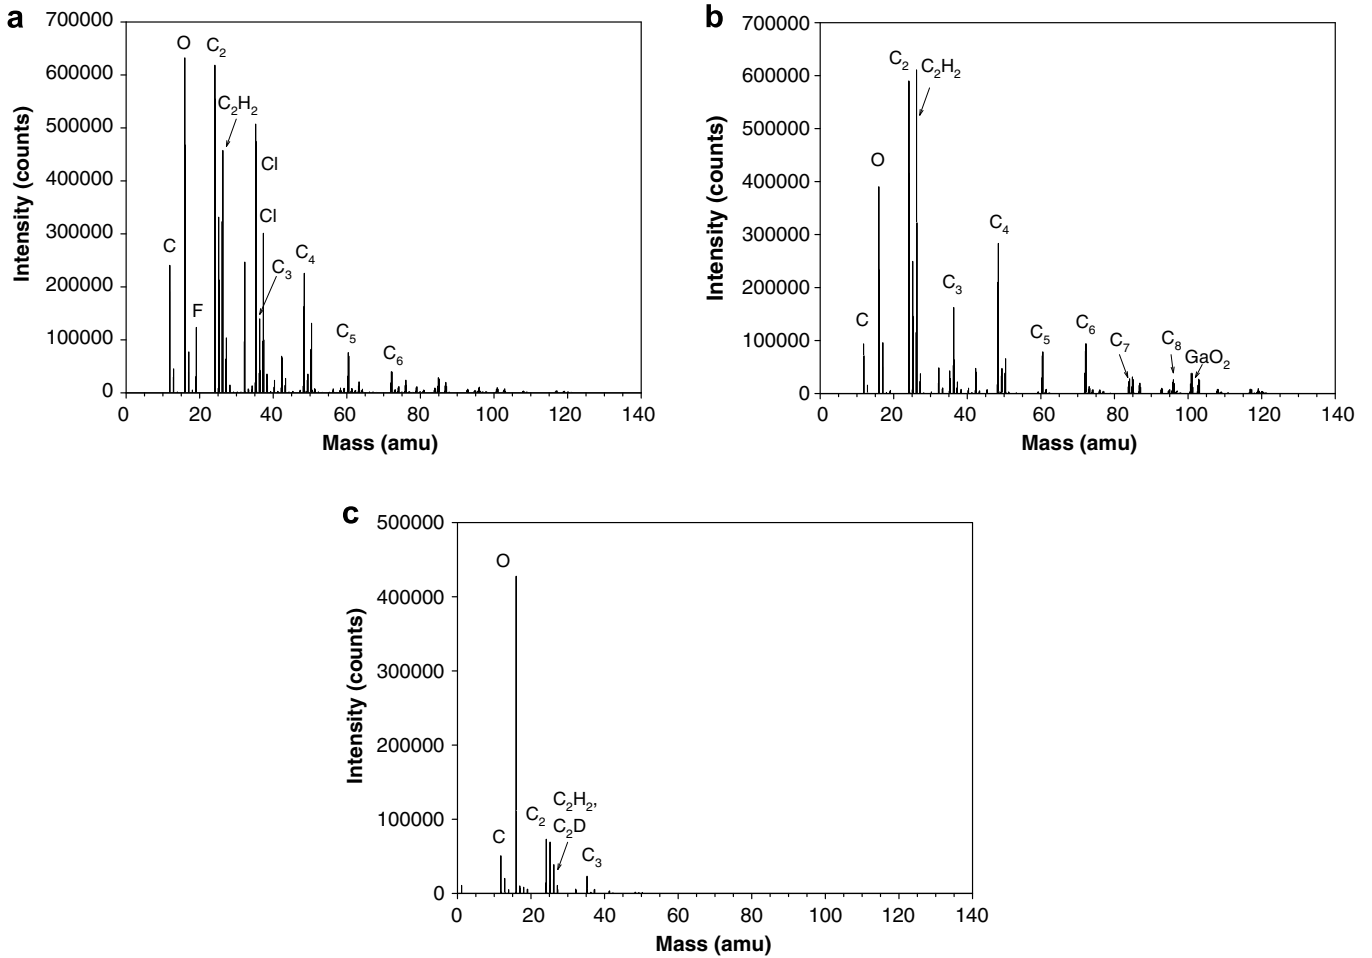 a
700000
600000
500000
400000
300000
200000
100000
0
Intensity (counts)
O
C2
C2H2
Cl
Cl
C
C3
C4
F
C5
C6
0 20 40 60 80 100 120 140
Mass (amu)
b
700000
600000
500000
400000
300000
200000
100000
0
Intensity (counts)
C2
C2H2
O
C4
C3
C
C5
C6
C7
C8
GaO2
0 20 40 60 80 100 120 140
Mass (amu)
c
500000
400000
300000
200000
100000
0
Intensity (counts)
O
C
C2
C2H2,
C2D
C3
0 20 40 60 80 100 120 140
Mass (amu)